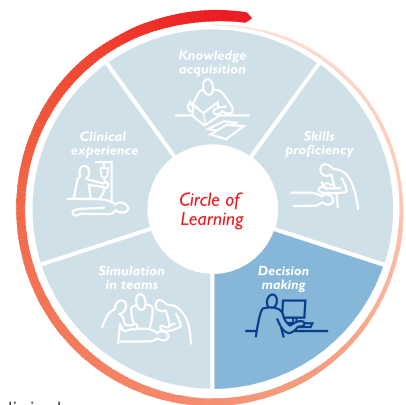 Knowledge
acquisition
Clinical
experience
Skills
proficiency
Circle of
Learning
Simulation
in teams
Decision
making